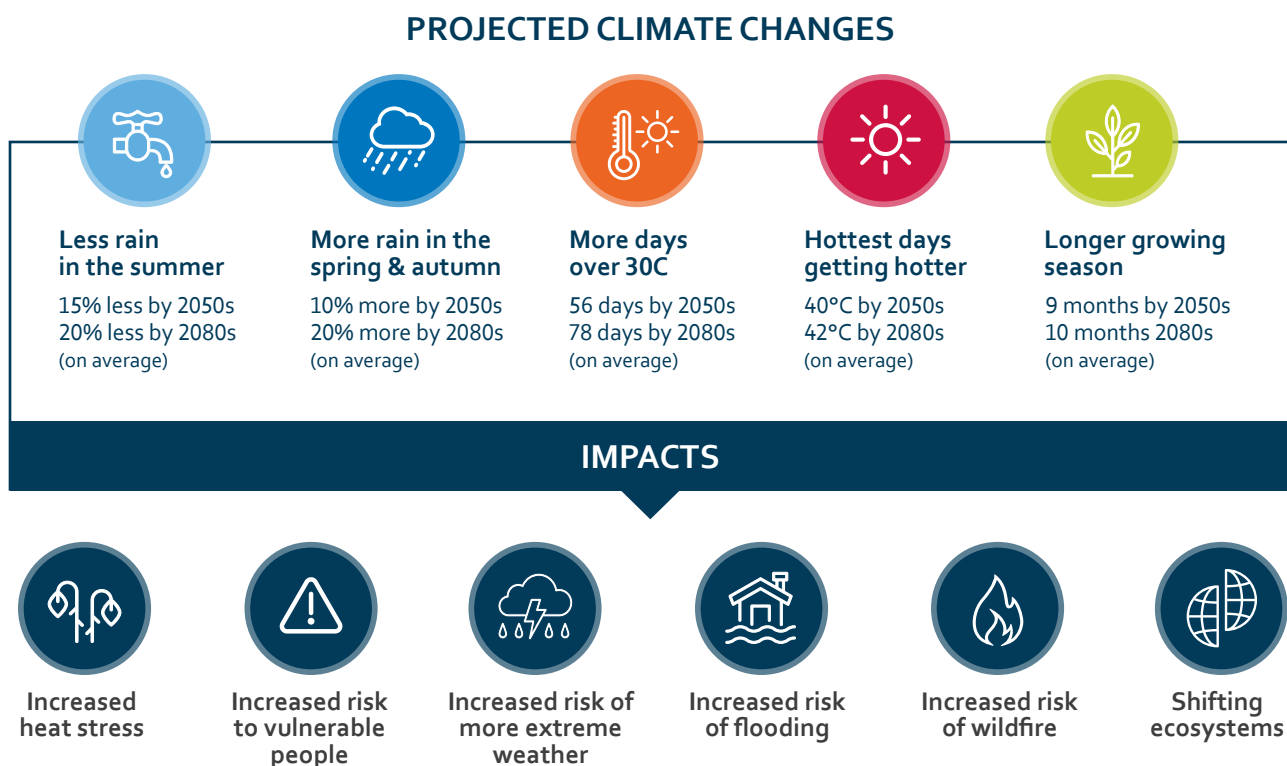 PROJECTED CLIMATE CHANGES
Less rain
in the summer
15% less by 2050s
20% less by 2080s
(on average)
More rain in the
spring & autumn
10% more by 2050s
20% more by 2080s
(on average)
More days
over 30C
56 days by 2050s
78 days by 2080s
(on average)
Hottest days
getting hotter
40°C by 2050s
42°C by 2080s
(on average)
Longer growing
season
9 months by 2050s
10 months 2080s
(on average)
IMPACTS
Increased
heat stress
Increased risk
to vulnerable
people
Increased risk of
more extreme
weather
Increased risk
of flooding
Increased risk
of wildfire
Shifting
ecosystems